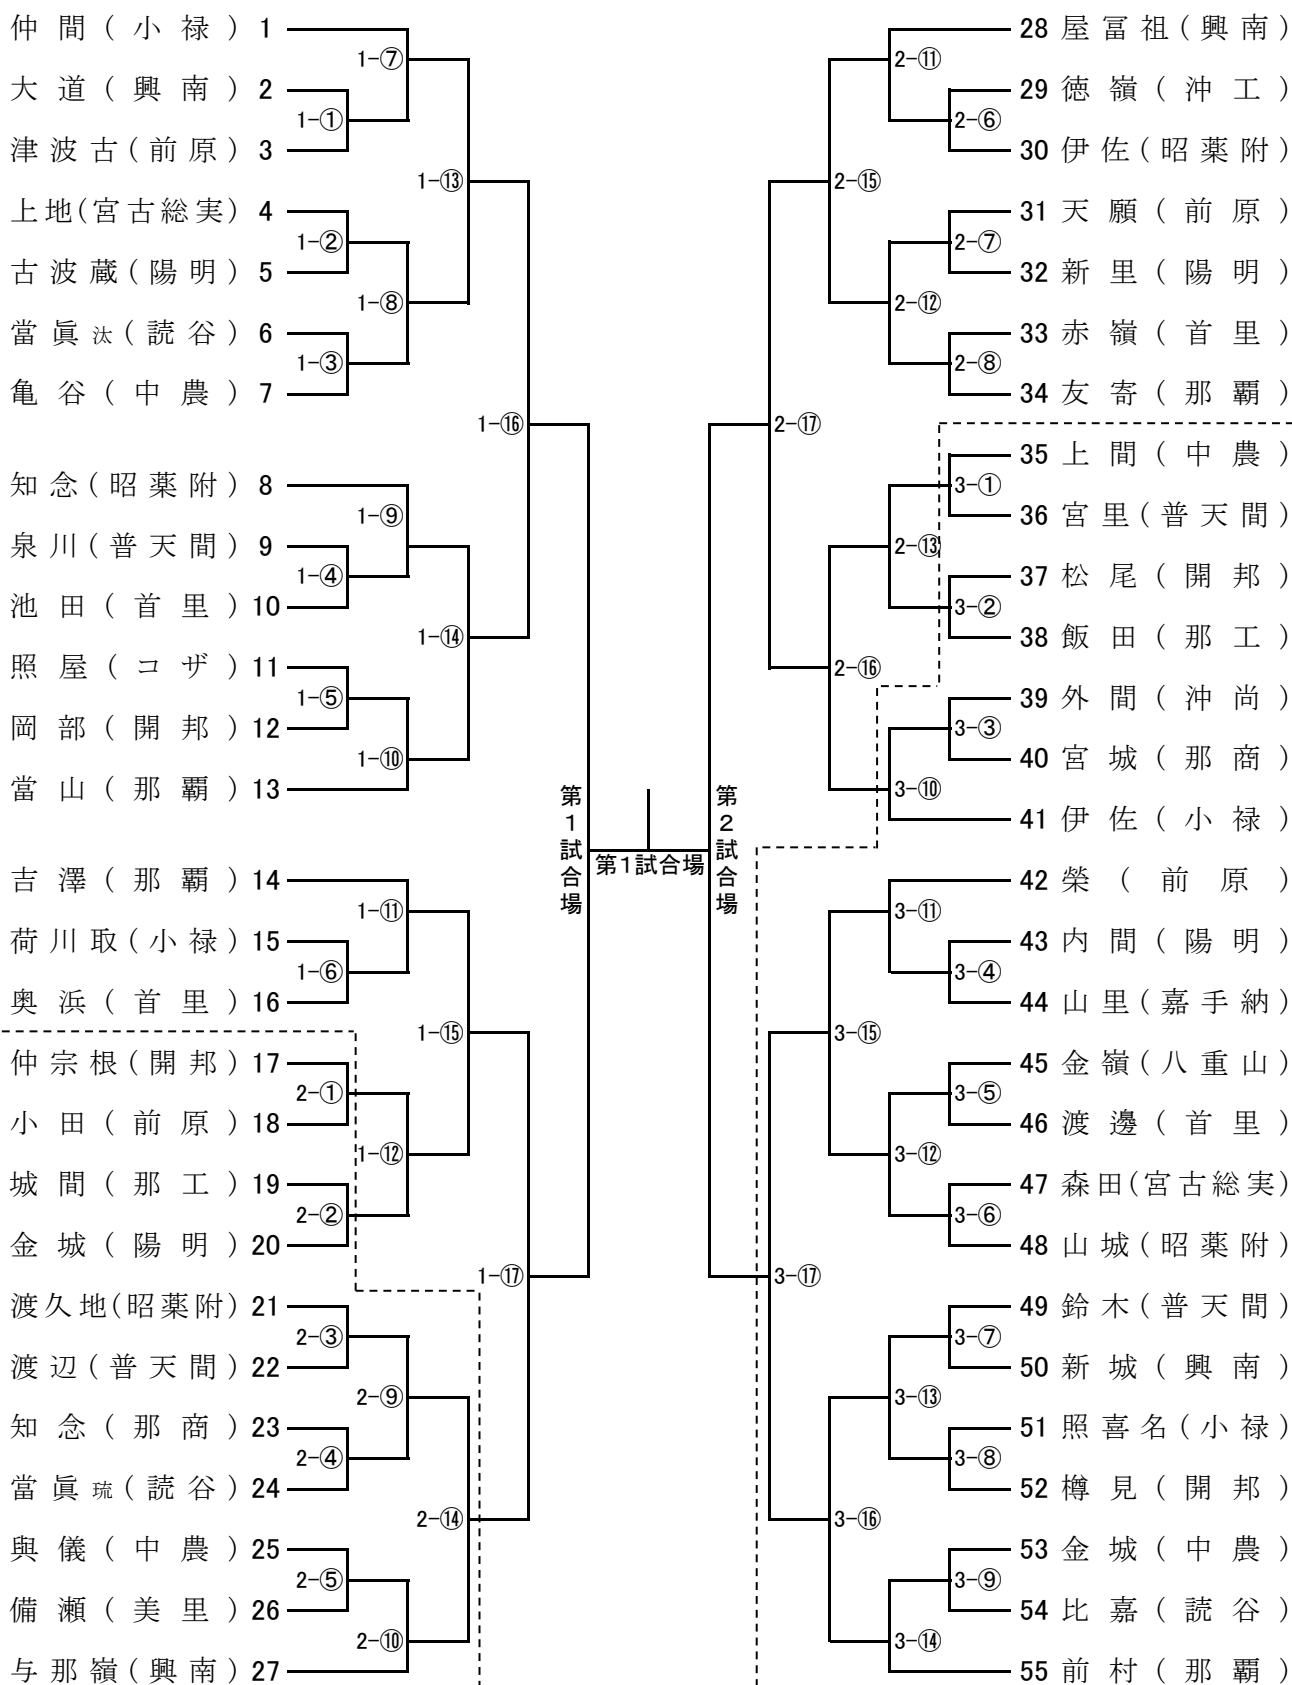 仲間(小禄) 1
1-⑦
大道(興南) 2
1-①
津波古(前原) 3
1-⑬
上地(宮古総実) 4
1-②
古波蔵(陽明) 5
1-⑧
當眞汰(読谷) 6
1-③
亀谷(中農) 7
1-⑯
知念(昭薬附) 8
1-⑨
泉川(普天間) 9
1-④
池田(首里) 10
1-⑭
照屋(コザ) 11
1-⑤
岡部(開邦) 12
1-⑩
當山(那覇) 13
吉澤(那覇) 14
1-⑪
荷川取(小禄) 15
1-⑥
奥浜(首里) 16
1-⑮
仲宗根(開邦) 17
2-①
小田(前原) 18
1-⑫
城間(那工) 19
2-②
金城(陽明) 20
1-⑰
渡久地(昭薬附) 21
2-③
渡辺(普天間) 22
2-⑨
知念(那商) 23
2-④
當眞琉(読谷) 24
2-⑭
與儀(中農) 25
2-⑤
備瀬(美里) 26
2-⑩
与那嶺(興南) 27
第1試合場
第1試合場
第2試合場
28 屋冨祖(興南)
2-⑪
29 徳嶺(沖工)
2-⑥
30 伊佐(昭薬附)
2-⑮
31 天願(前原)
2-⑦
32 新里(陽明)
2-⑫
33 赤嶺(首里)
2-⑧
34 友寄(那覇)
2-⑰
35 上間(中農)
3-①
36 宮里(普天間)
2-⑬
37 松尾(開邦)
3-②
38 飯田(那工)
2-⑯
39 外間(沖尚)
3-③
40 宮城(那商)
3-⑩
41 伊佐(小禄)
42 榮(前原)
3-⑪
43 内間(陽明)
3-④
44 山里(嘉手納)
3-⑮
45 金嶺(八重山)
3-⑤
46 渡邊(首里)
3-⑫
47 森田(宮古総実)
3-⑥
48 山城(昭薬附)
3-⑰
49 鈴木(普天間)
3-⑦
50 新城(興南)
3-⑬
51 照喜名(小禄)
3-⑧
52 樽見(開邦)
3-⑯
53 金城(中農)
3-⑨
54 比嘉(読谷)
3-⑭
55 前村(那覇)